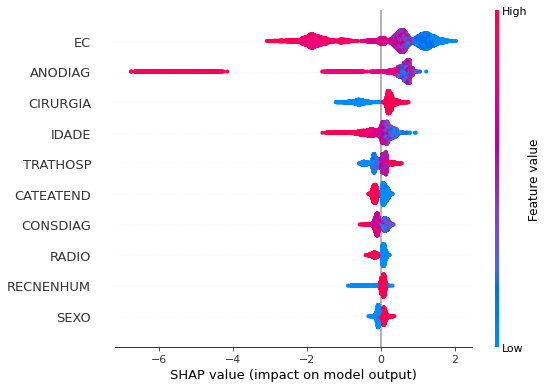 High
EC
ANODIAG
CIRURGIA
IDADE
TRATHOSP
CATEATEND
CONSDIAG
RADIO
RECNENHUM
SEXO
Feature value
Low
−6 −4 −2 0 2
SHAP value (impact on model output)